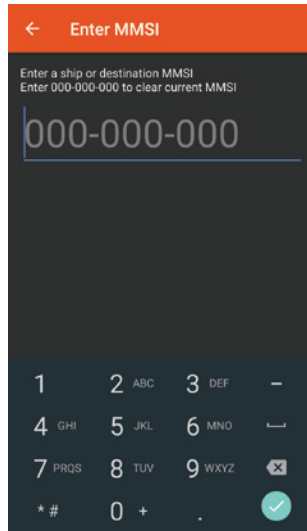 ← Enter MMSI
Enter a ship or destination MMSI
Enter 000-000-000 to clear current MMSI
000-000-000
1 2 ABC 3 DEF -
4 GHI 5 JKL 6 MNO
7 PRQS 8 TUV 9 WXYZ
* # 0 + .